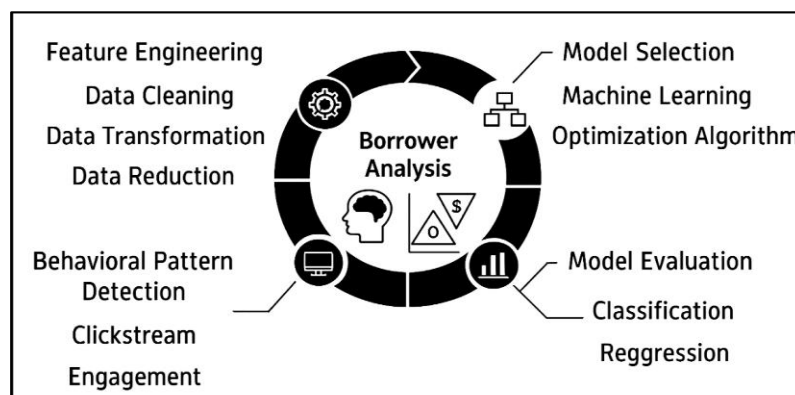 Feature Engineering
Data Cleaning
Data Transformation
Data Reduction
Model Selection
Machine Learning
Optimization Algorithm
Borrower
Analysis
$
O
Behavioral Pattern
Detection
Clickstream
Engagement
Model Evaluation
Classification
Reggression